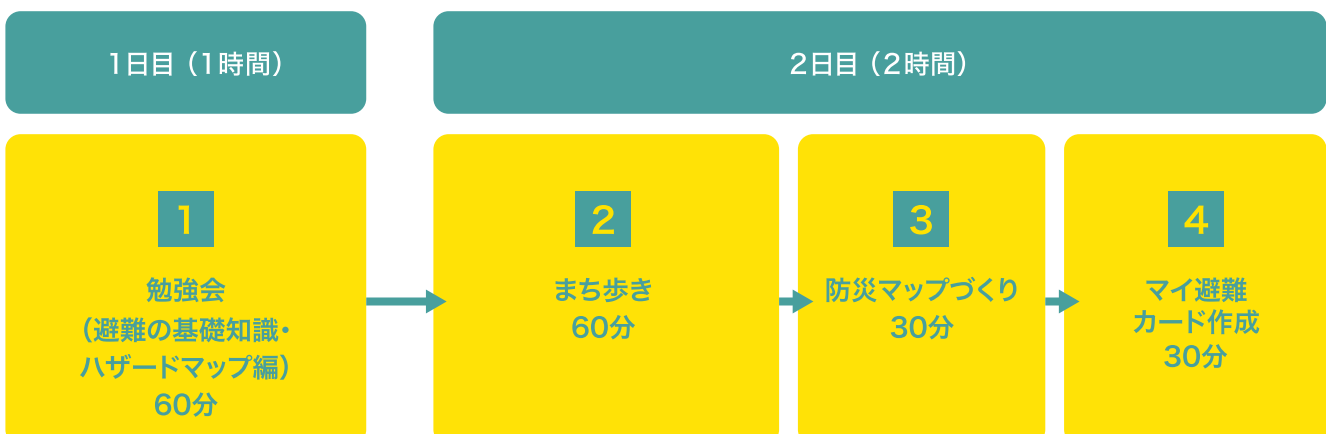 1日目（1時間）
2日目（2時間）
1
勉強会
（避難の基礎知識・
ハザードマップ編）
60分
2
まち歩き
60分
3
防災マップづくり
30分
4
マイ避難
カード作成
30分